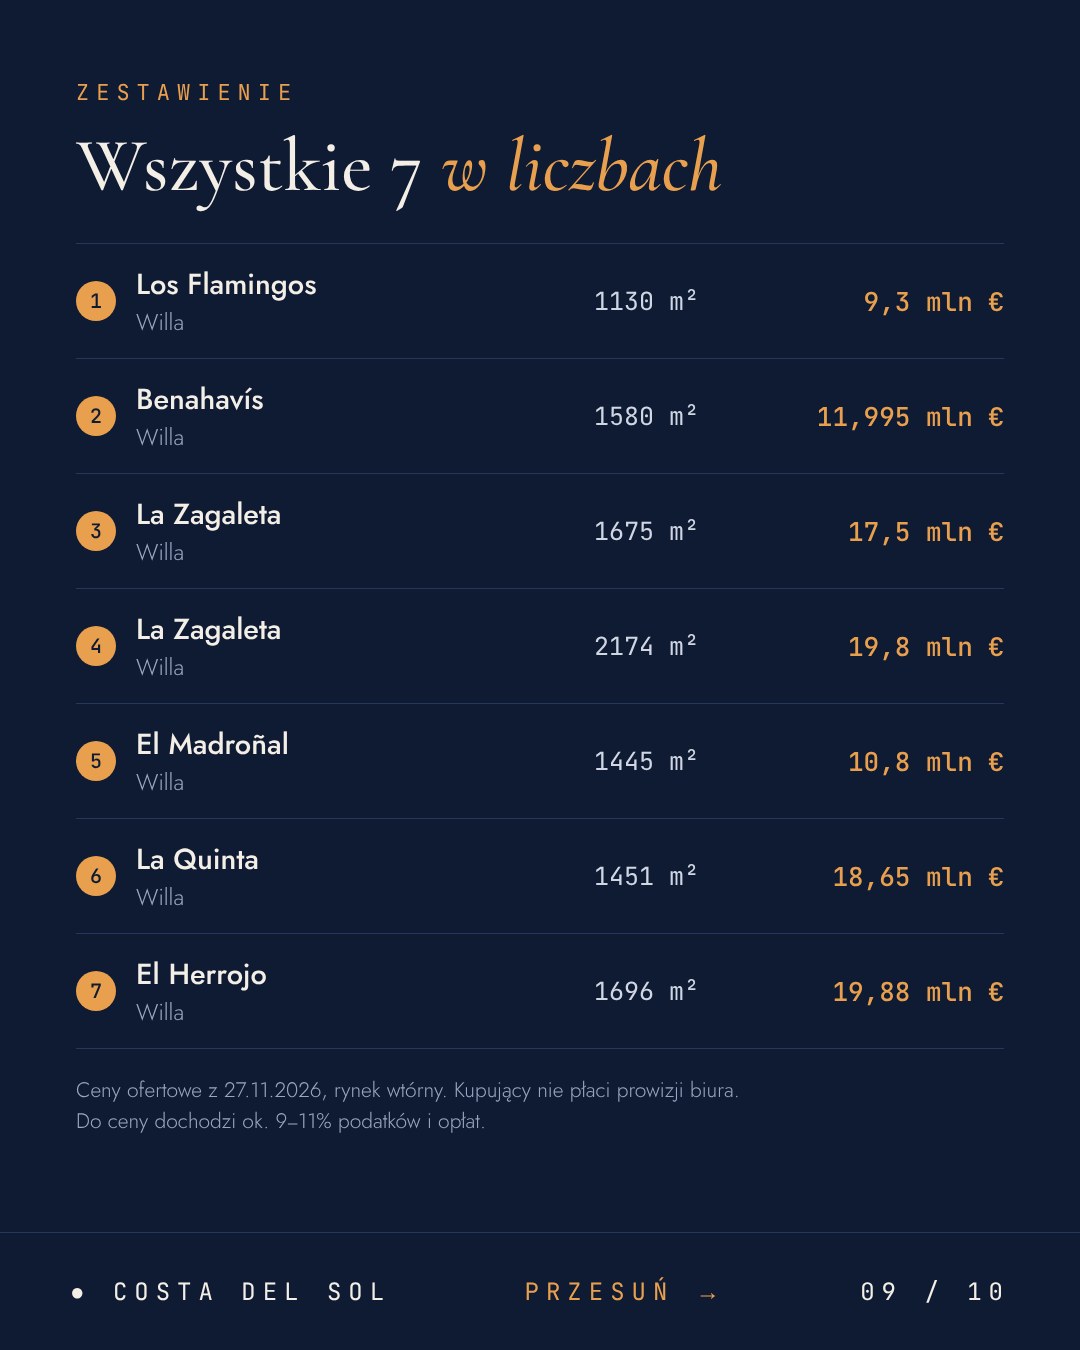 ZESTAWIENIE
Wszystkie 7 w liczbach
1 Los Flamingos 1130 m² 9,3 mln €
Willa
2 Benahavís 1580 m² 11,995 mln €
Willa
3 La Zagaleta 1675 m² 17,5 mln €
Willa
4 La Zagaleta 2174 m² 19,8 mln €
Willa
5 El Madroñal 1445 m² 10,8 mln €
Willa
6 La Quinta 1451 m² 18,65 mln €
Willa
7 El Herrojo 1696 m² 19,88 mln €
Willa
Ceny ofertowe z 27.11.2026, rynek wtórny. Kupujący nie płaci prowizji biura.
Do ceny dochodzi ok. 9–11% podatków i opłat.
• COSTA DEL SOL PRZESUŃ → 09 / 10